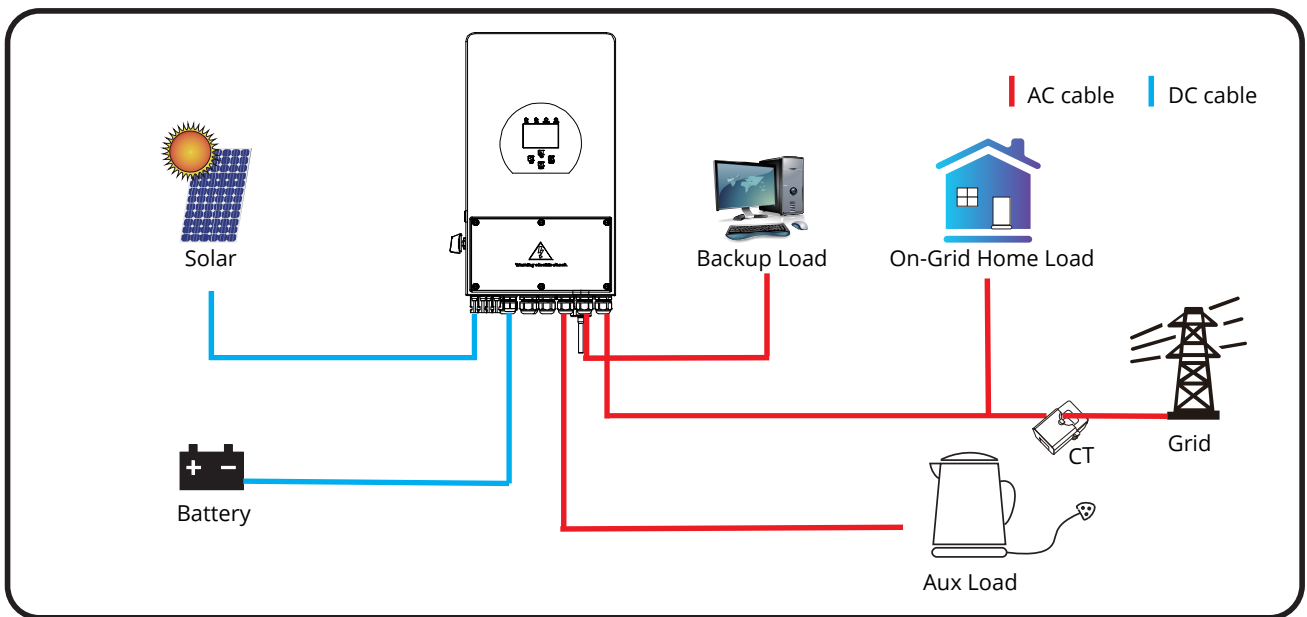 AC cable
DC cable
Solar
Backup Load
On-Grid Home Load
Grid
CT
Battery
Aux Load